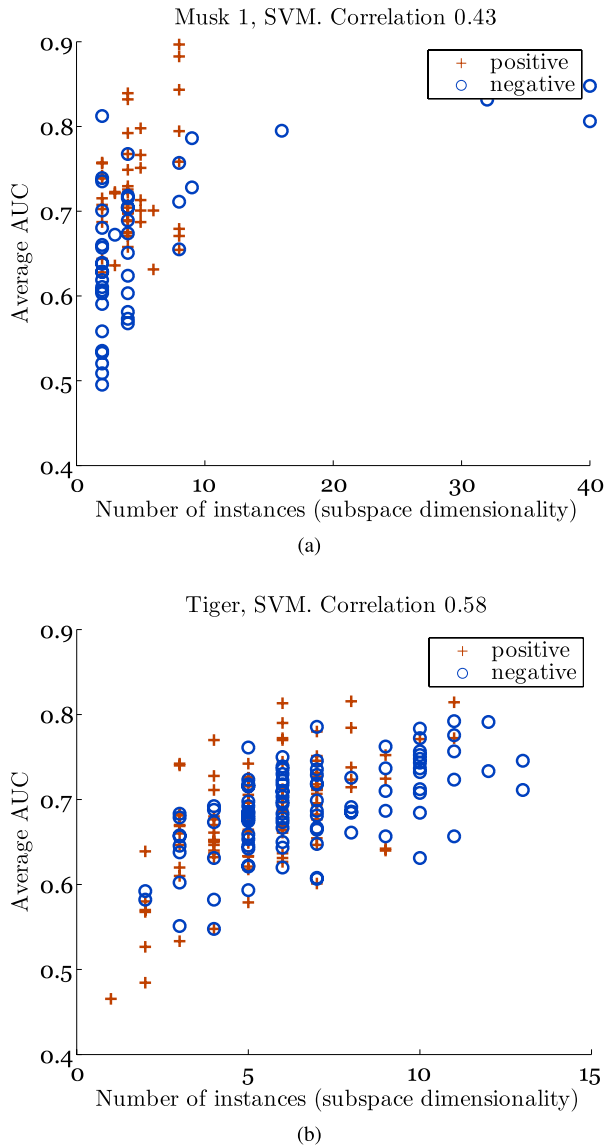 Musk 1, SVM. Correlation 0.43
0.9
positive
negative
0.8
0.7
Average AUC
0.6
0.5
0.4
0 10 20 30 40
Number of instances (subspace dimensionality)
(a)
Tiger, SVM. Correlation 0.58
0.9
positive
negative
0.8
0.7
Average AUC
0.6
0.5
0.4
0 5 10 15
Number of instances (subspace dimensionality)
(b)